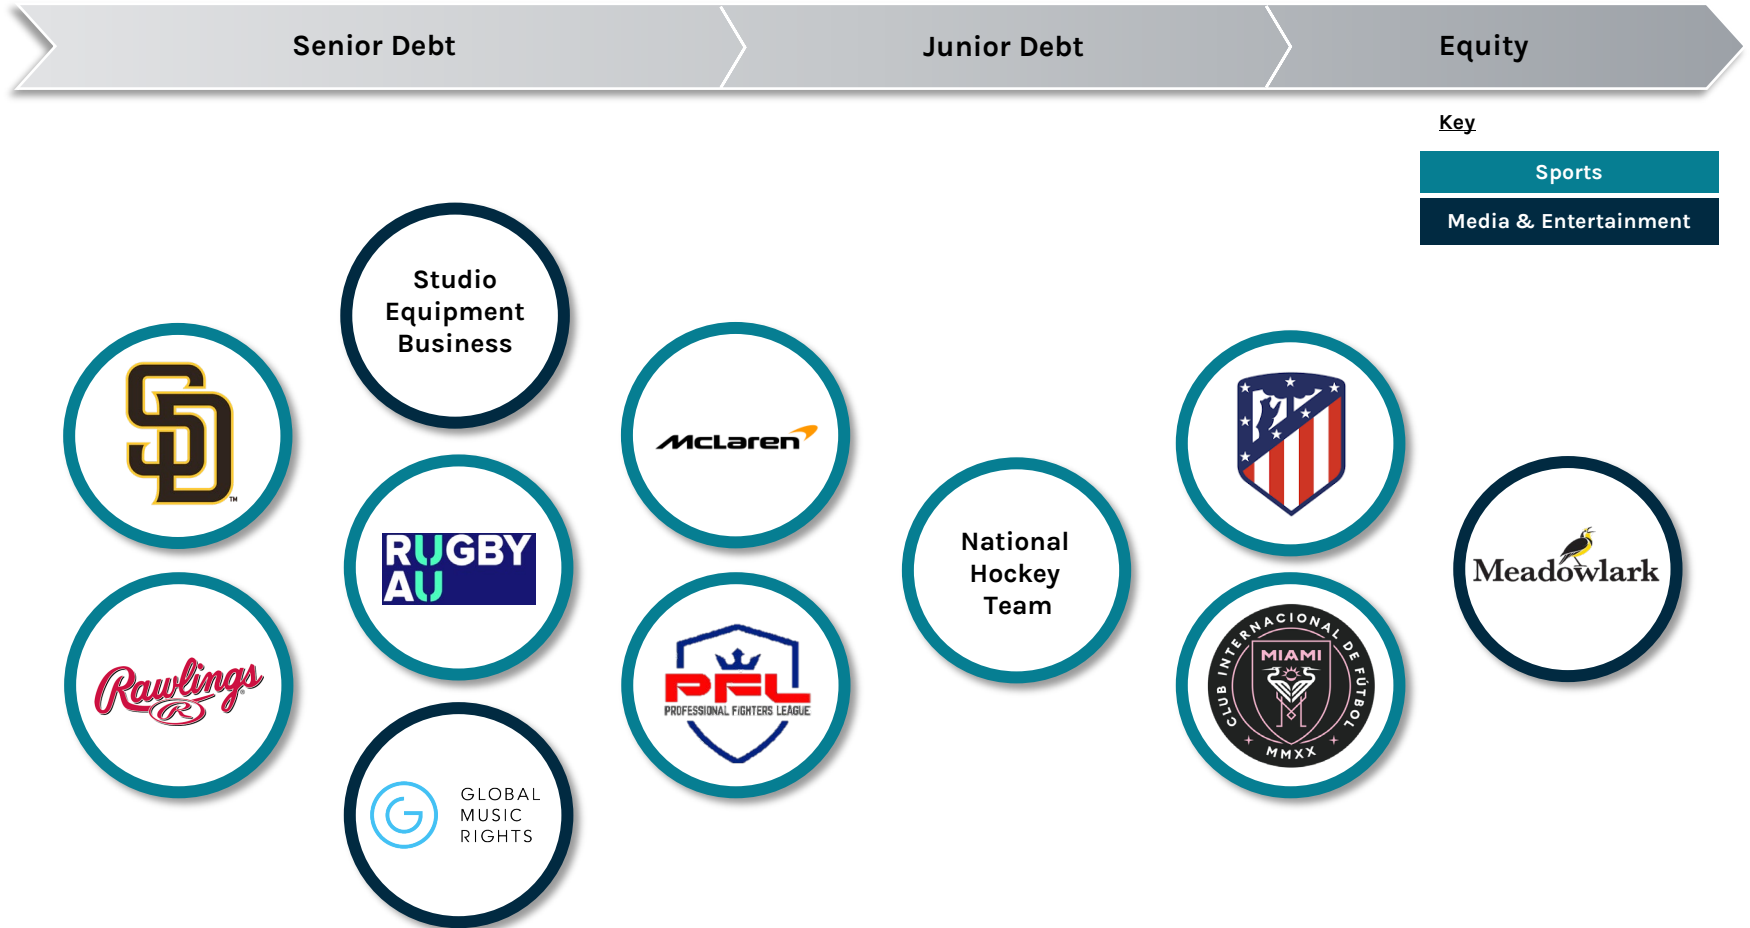 Senior Debt
Junior Debt
Equity
Key
Sports
Media & Entertainment
Studio
Equipment
Business
SD
TM
McLaren
RUGBY
AU
National
Hockey
Team
Meadowlark
Rawlings
R
PFL
PROFESSIONAL FIGHTERS LEAGUE
CLUB INTERNACIONAL DE FÚTBOL
MIAMI
MMXX
G
GLOBAL
MUSIC
RIGHTS